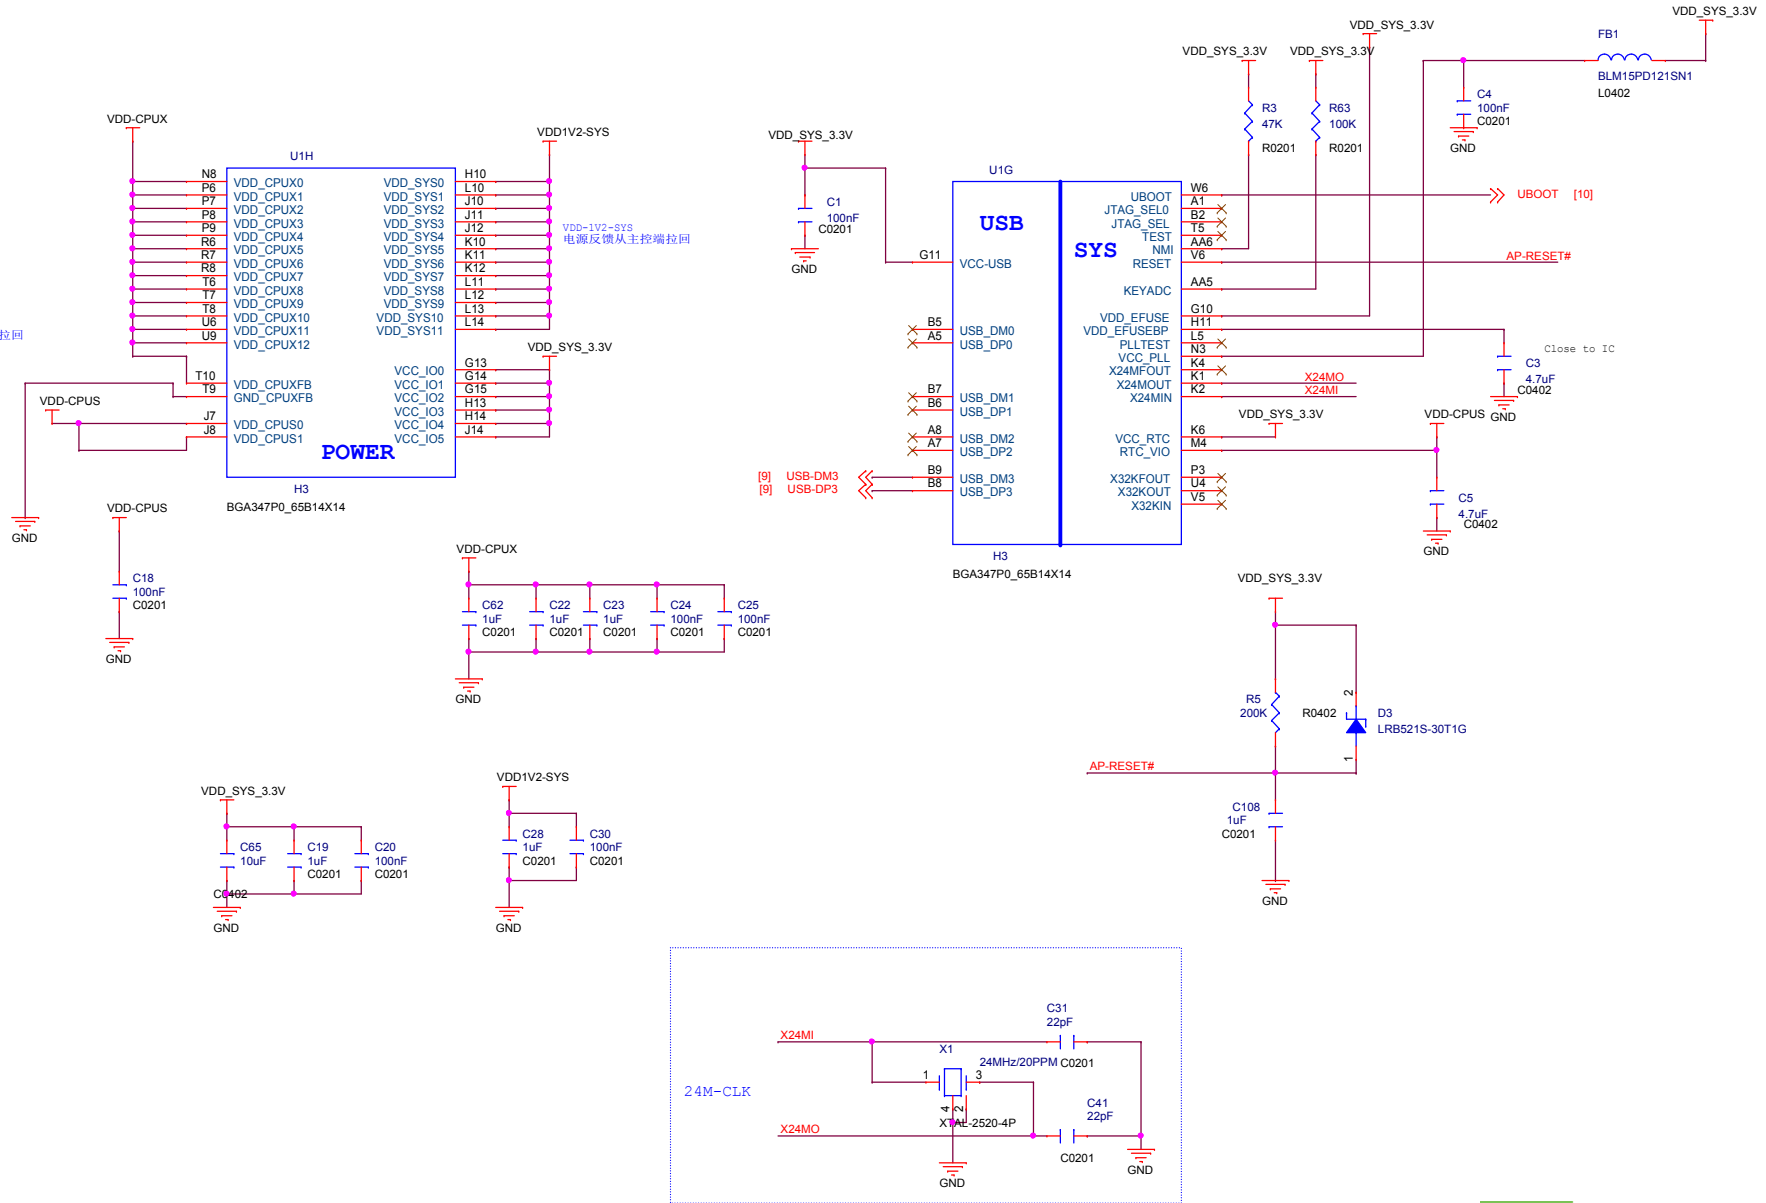 VDD_SYS_3.3V
VDD_SYS_3.3V
VDD_SYS_3.3V
VDD_SYS_3.3V
FB1
BLM15PD121SN1
L0402
C4
100nF
C0201
GND
R3
47K
R0201
R63
100K
R0201
VDD-CPUX
U1H
VDD1V2-SYS
N8 VDD_CPUX0 VDD_SYS0 H10
P6 VDD_CPUX1 VDD_SYS1 L10
P7 VDD_CPUX2 VDD_SYS2 J10
P8 VDD_CPUX3 VDD_SYS3 J11
P9 VDD_CPUX4 VDD_SYS4 J12
R6 VDD_CPUX5 VDD_SYS5 K10
R7 VDD_CPUX6 VDD_SYS6 K11
R8 VDD_CPUX7 VDD_SYS7 K12
T6 VDD_CPUX8 VDD_SYS8 L11
T7 VDD_CPUX9 VDD_SYS9 L12
T8 VDD_CPUX10 VDD_SYS10 L13
U6 VDD_CPUX11 VDD_SYS11 L14
U9 VDD_CPUX12
VDD-1V2-SYS
电源反馈从主控端拉回
拉回
VDD_SYS_3.3V
T10 VDD_CPUXFB
T9 GND_CPUXFB
VCC_IO0 G13
VCC_IO1 G14
VCC_IO2 G15
VCC_IO3 H13
VCC_IO4 H14
VCC_IO5 J14
VDD-CPUS
J7 VDD_CPUS0
J8 VDD_CPUS1
POWER
H3
BGA347P0_65B14X14
GND
VDD_SYS_3.3V
C1
100nF
C0201
GND
U1G
USB
SYS
G11 VCC-USB
B5 USB_DM0
A5 USB_DP0
B7 USB_DM1
B6 USB_DP1
A8 USB_DM2
A7 USB_DP2
[9] USB-DM3 B9 USB_DM3
[9] USB-DP3 B8 USB_DP3
UBOOT W6 UBOOT [10]
JTAG_SEL0 A1
JTAG_SEL B2
TEST T5
NMI AA6
RESET V6 AP-RESET#
KEYADC AA5
VDD_EFUSE G10
VDD_EFUSEBP H11
PLLTEST L5
VCC_PLL N3
X24MFOUT K4
X24MOUT K1 X24MO
X24MIN K2 X24MI
VCC_RTC K6
RTC_VIO M4
X32KFOUT P3
X32KOUT U4
X32KIN V5
H3
BGA347P0_65B14X14
Close to IC
C3
4.7uF
C0402
GND
VDD_SYS_3.3V
VDD-CPUS
C5
4.7uF
C0402
GND
VDD-CPUS
C18
100nF
C0201
GND
VDD-CPUX
C62
1uF
C0201
C22
1uF
C0201
C23
1uF
C0201
C24
100nF
C0201
C25
100nF
C0201
GND
VDD_SYS_3.3V
R5
200K
R0402
2
D3
LRB521S-30T1G
1
AP-RESET#
C108
1uF
C0201
GND
VDD_SYS_3.3V
C65
10uF
C0402
C19
1uF
C0201
C20
100nF
C0201
GND
VDD1V2-SYS
C28
1uF
C0201
C30
100nF
C0201
GND
24M-CLK
X24MI
C31
22pF
C0201
X1
24MHz/20PPM
1
3
4
2
XTAL-2520-4P
C41
22pF
C0201
X24MO
GND
GND